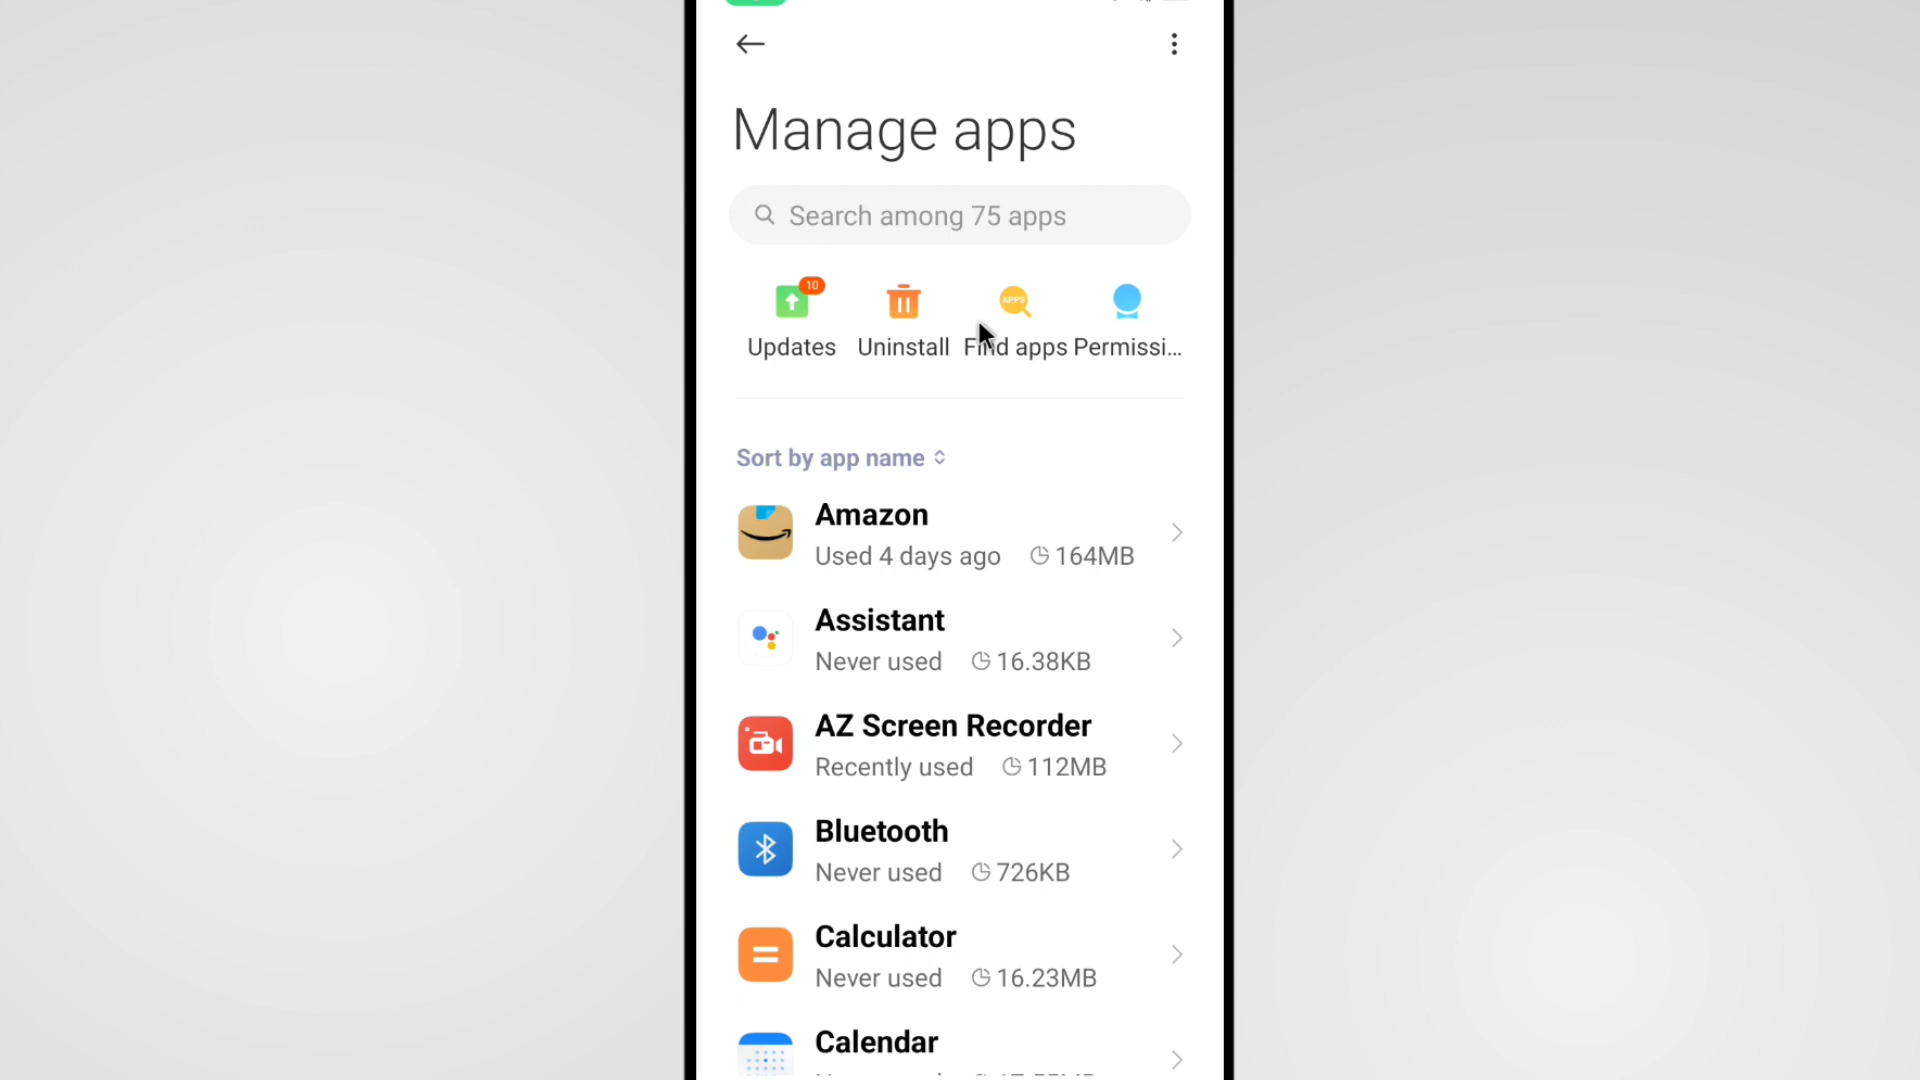 Manage apps
Search among 75 apps
10
APPS
Updates Uninstall Find apps Permissi...
Sort by app name
Amazon
Used 4 days ago 164MB
Assistant
Never used 16.38KB
AZ Screen Recorder
Recently used 112MB
Bluetooth
Never used 726KB
Calculator
Never used 16.23MB
Calendar